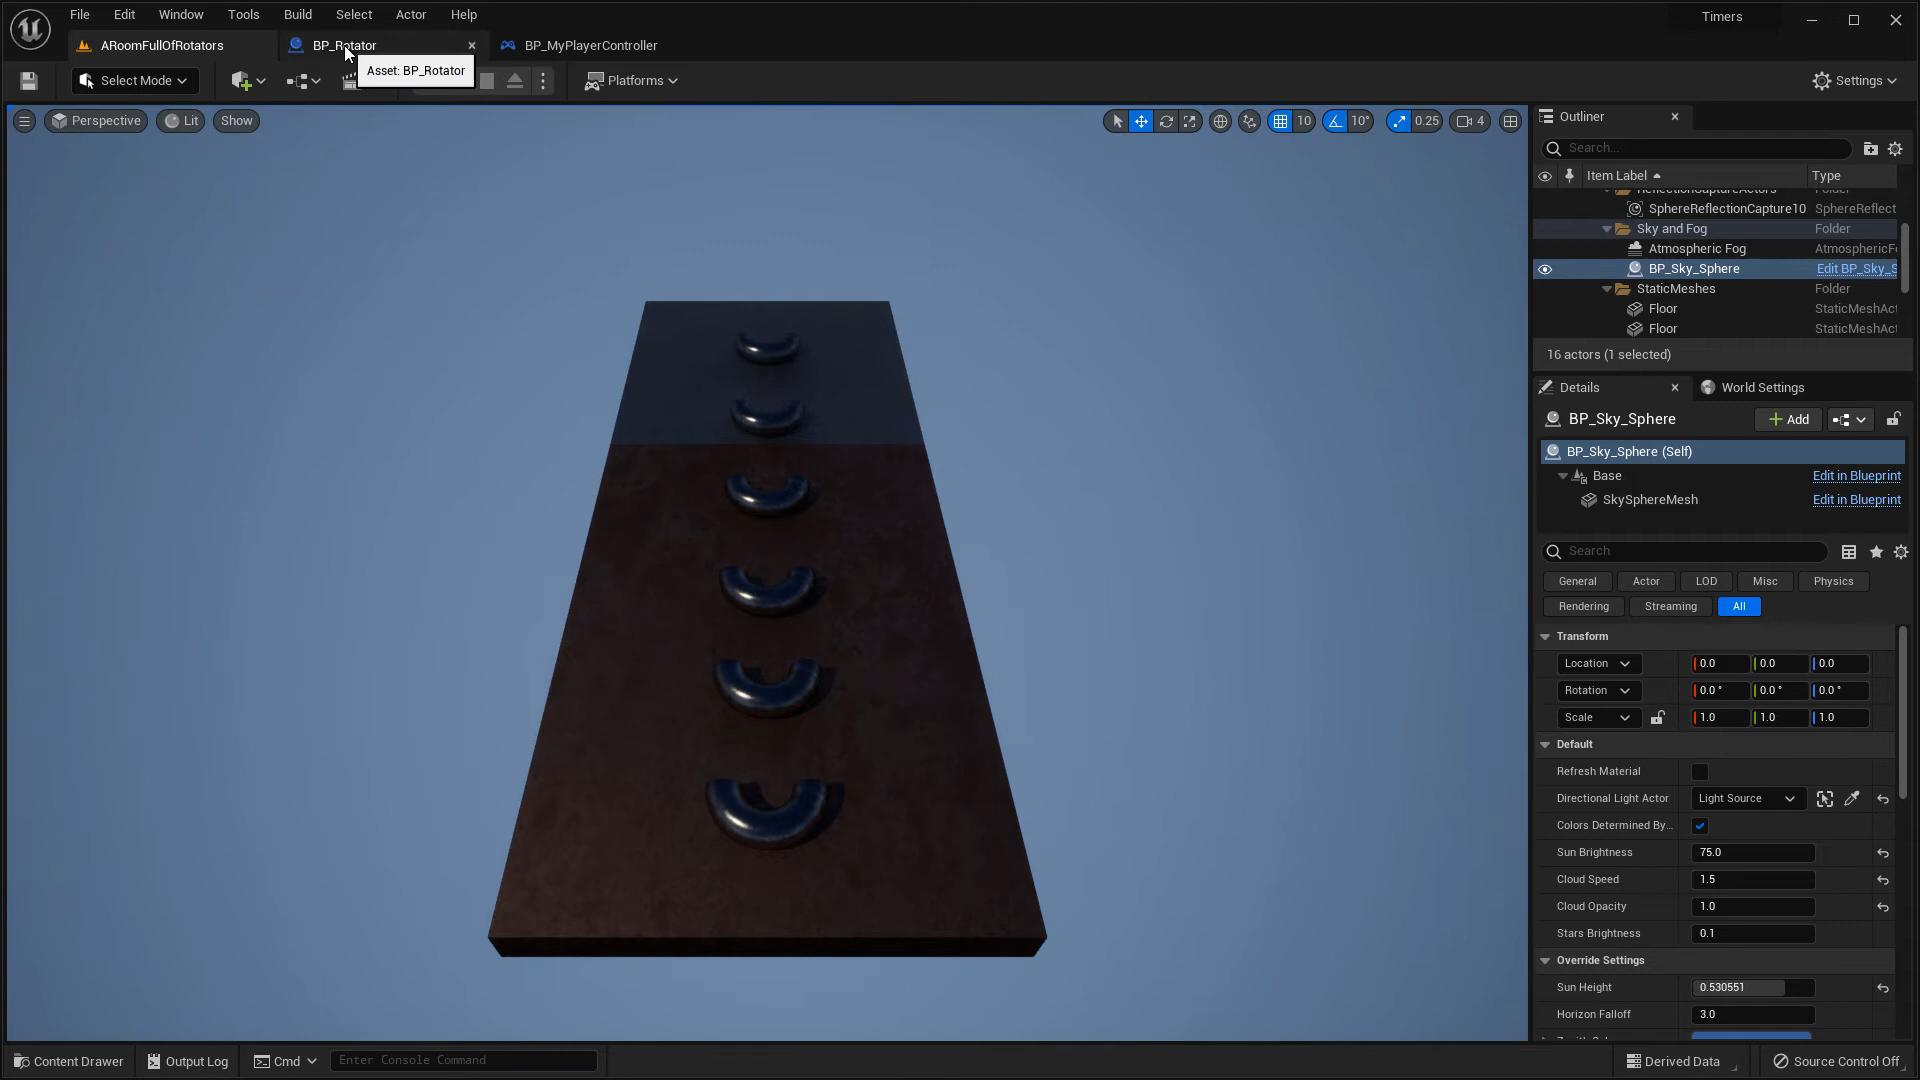 File Edit Window Tools Build Select Actor Help
Timers
ARoomFullOfRotators
BP_Rotator
BP_MyPlayerController
Select Mode
Asset: BP_Rotator
Platforms
Settings
Perspective
Lit
Show
10
10°
0.25
4
Outliner
Search...
Item Label
Type
SphereReflectionCapture10 SphereReflect
Sky and Fog Folder
Atmospheric Fog AtmosphericF
BP_Sky_Sphere Edit BP_Sky_S
StaticMeshes Folder
Floor StaticMeshAct
Floor StaticMeshAct
16 actors (1 selected)
Details
World Settings
BP_Sky_Sphere
Add
BP_Sky_Sphere (Self)
Base Edit in Blueprint
SkySphereMesh Edit in Blueprint
Search
General Actor LOD Misc Physics
Rendering Streaming All
Transform
Location 0.0 0.0 0.0
Rotation 0.0° 0.0° 0.0°
Scale 1.0 1.0 1.0
Default
Refresh Material
Directional Light Actor Light Source
Colors Determined By...
Sun Brightness 75.0
Cloud Speed 1.5
Cloud Opacity 1.0
Stars Brightness 0.1
Override Settings
Sun Height 0.530551
Horizon Falloff 3.0
Content Drawer
Output Log
Cmd
Enter Console Command
Derived Data
Source Control Off